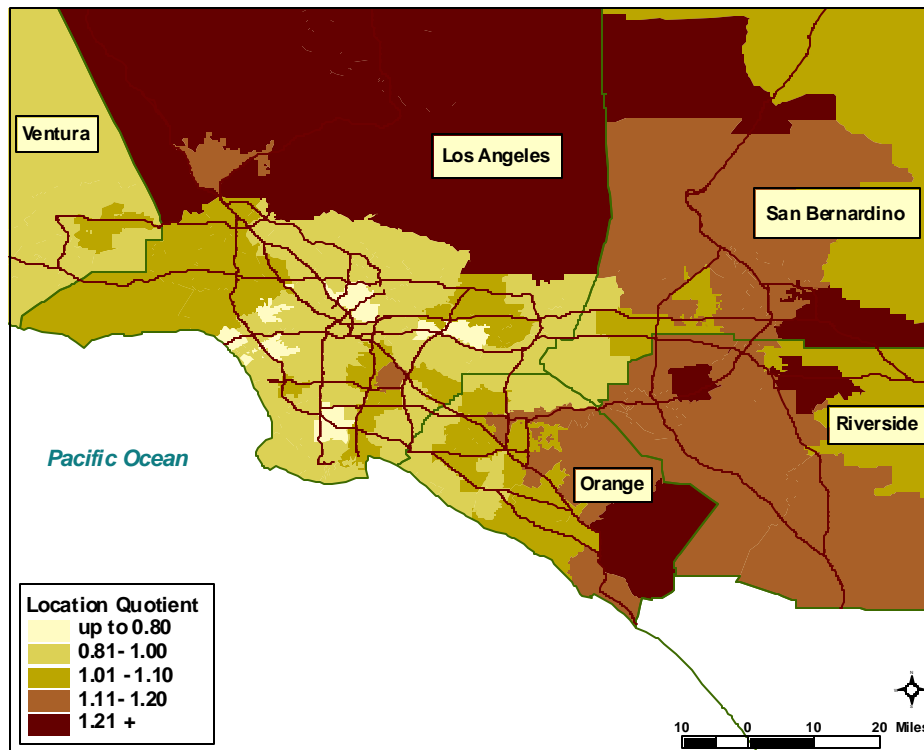 Ventura
Los Angeles
San Bernardino
Riverside
Pacific Ocean
Orange
Location Quotient
up to 0.80
0.81- 1.00
1.01 -1.10
1.11- 1.20
1.21 +
10 0 10 20 Miles